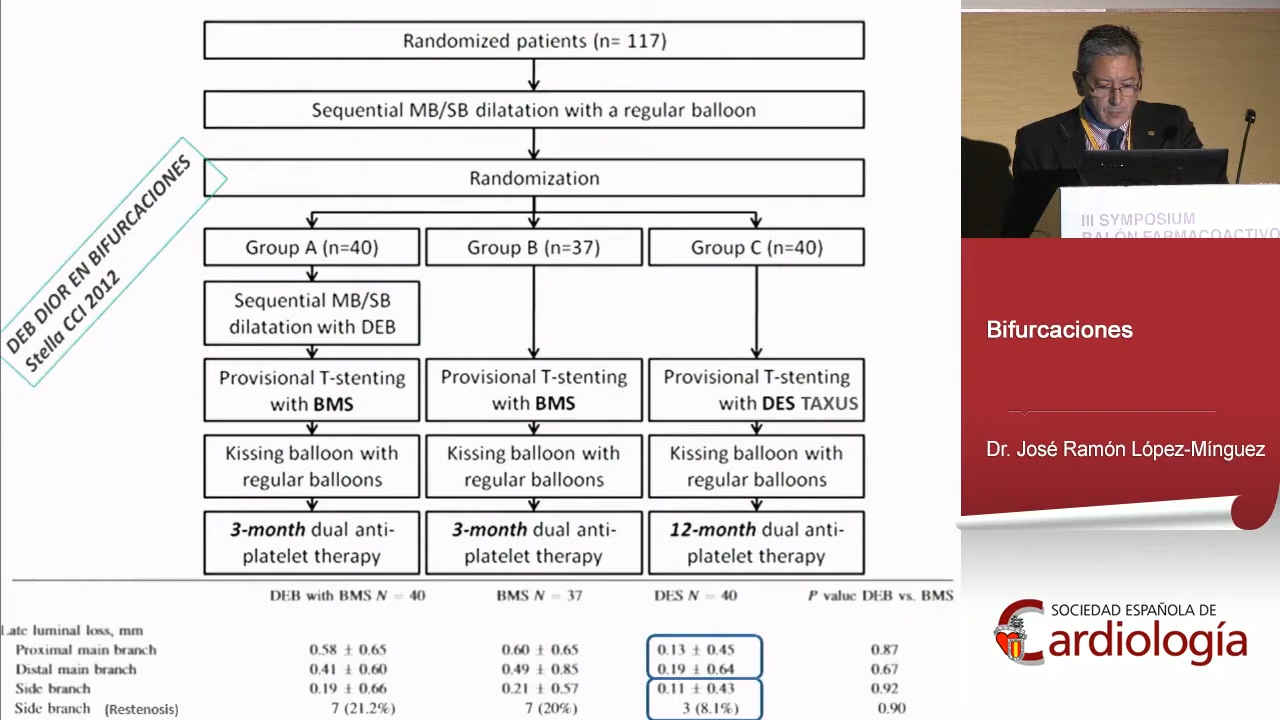 Randomized patients (n= 117)
Sequential MB/SB dilatation with a regular balloon
Randomization
DEB DIOR EN BIFURCACIONES
Stella CCI 2012
Group A (n=40)
Group B (n=37)
Group C (n=40)
Sequential MB/SB
dilatation with DEB
Provisional T-stenting
with BMS
Provisional T-stenting
with BMS
Provisional T-stenting
with DES TAXUS
Kissing balloon with
regular balloons
Kissing balloon with
regular balloons
Kissing balloon with
regular balloons
3-month dual anti-
platelet therapy
3-month dual anti-
platelet therapy
12-month dual anti-
platelet therapy
DEB with BMS N = 40 BMS N = 37 DES N = 40 P value DEB vs. BMS
Late luminal loss, mm
Proximal main branch 0.58 ± 0.65 0.60 ± 0.65 0.13 ± 0.45 0.87
Distal main branch 0.41 ± 0.60 0.49 ± 0.85 0.19 ± 0.64 0.67
Side branch 0.19 ± 0.66 0.21 ± 0.57 0.11 ± 0.43 0.92
Side branch (Restenosis) 7 (21.2%) 7 (20%) 3 (8.1%) 0.90
III SYMPOSIUM
BALÓN FARMACOACTIVO
Bifurcaciones
Dr. José Ramón López-Mínguez
SOCIEDAD ESPAÑOLA DE
Cardiología